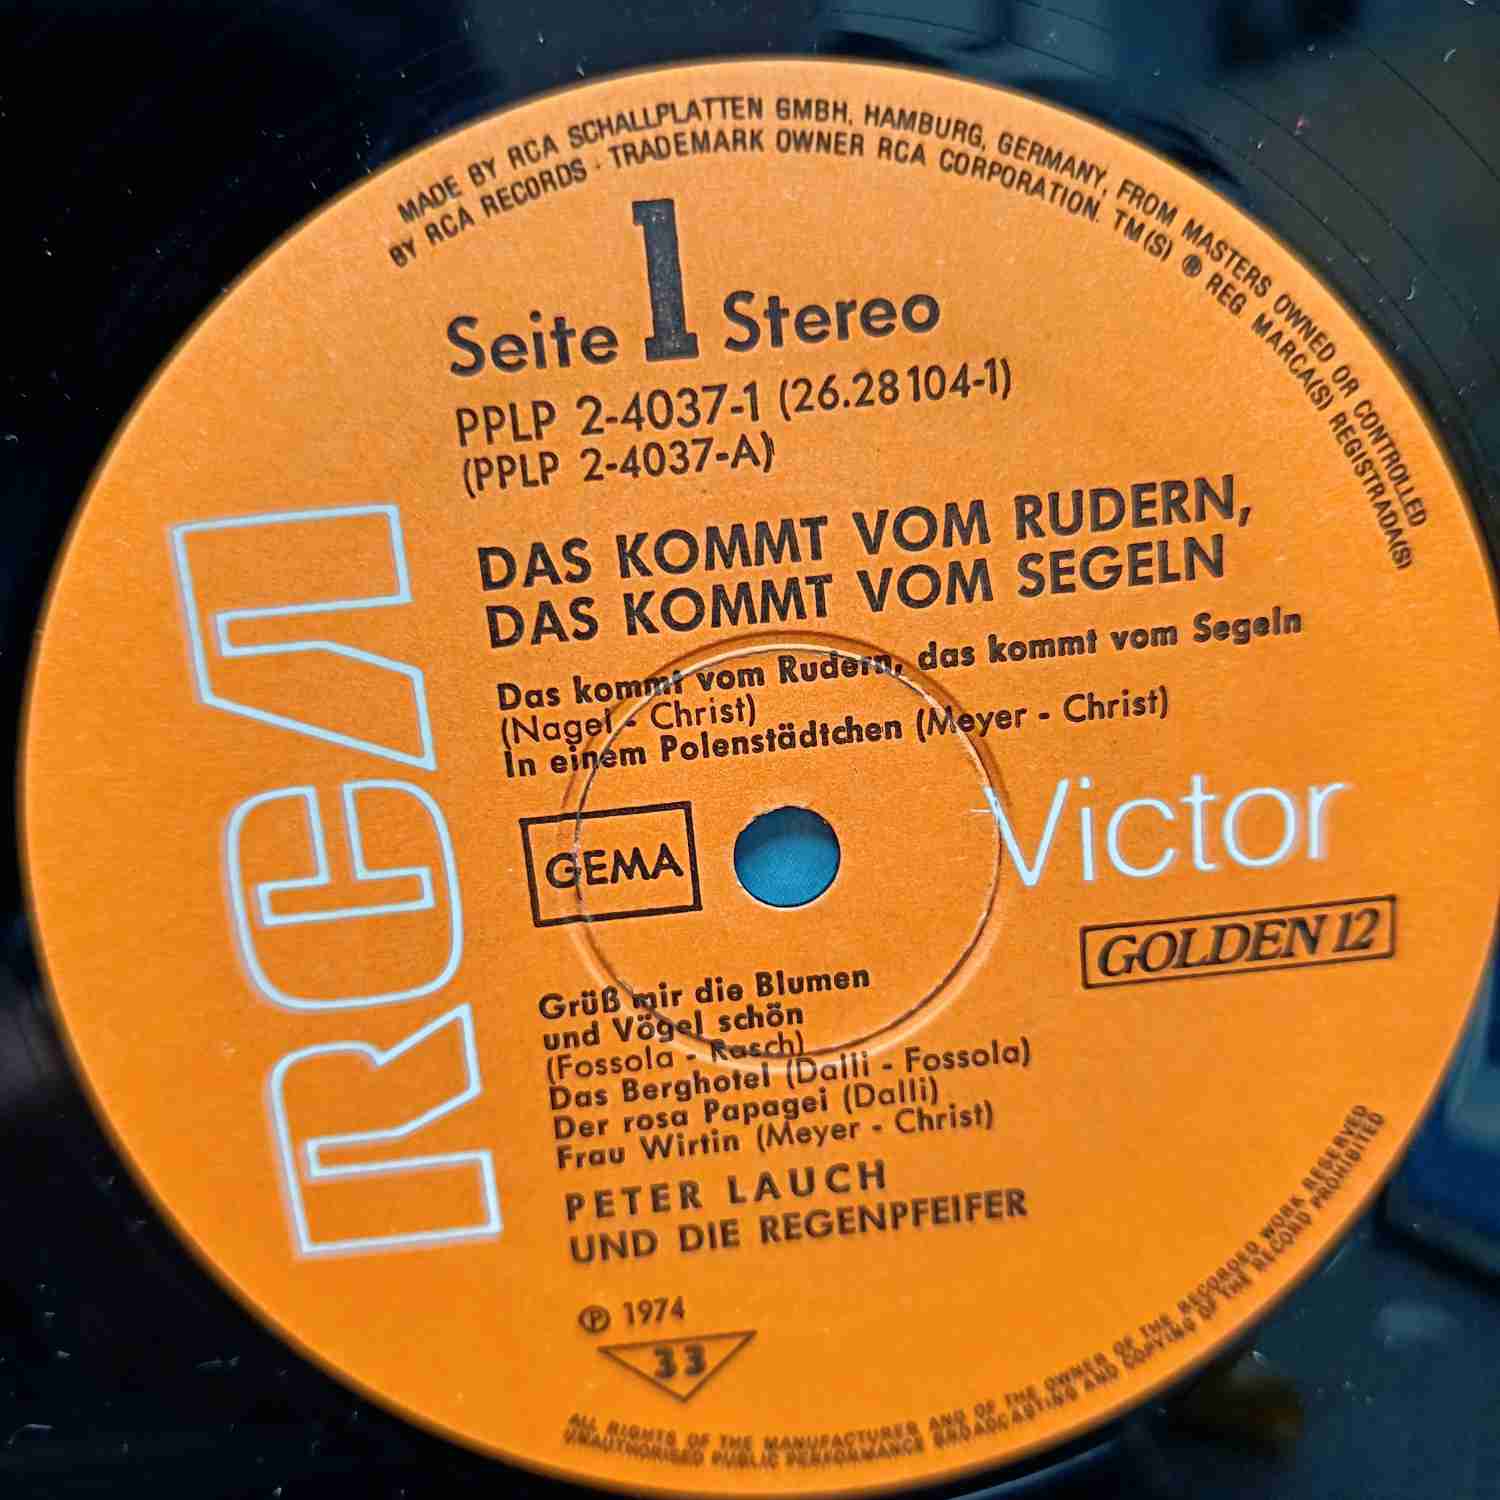 MADE BY RCA SCHALLPLATTEN GMBH, HAMBURG, GERMANY, FROM MASTERS OWNED OR CONTROLLED
BY RCA RECORDS · TRADEMARK OWNER RCA CORPORATION. TM(S) ® REG. MARCA(S) REGISTRADA(S)
Seite 1 Stereo
PPLP 2-4037-1 (26.28104-1)
(PPLP 2-4037-A)
DAS KOMMT VOM RUDERN,
DAS KOMMT VOM SEGELN
Das kommt vom Rudern, das kommt vom Segeln
(Nagel - Christ)
In einem Polenstädtchen (Meyer - Christ)
RCA
Victor
GEMA
GOLDEN 12
Grüß mir die Blumen
und Vögel schön
(Fossola - Rasch)
Das Berghotel (Dalli - Fossola)
Der rosa Papagei (Dalli)
Frau Wirtin (Meyer - Christ)
PETER LAUCH
UND DIE REGENPFEIFER
℗ 1974
33
ALL RIGHTS OF THE MANUFACTURER AND OF THE OWNER OF THE RECORDED WORK RESERVED
UNAUTHORISED PUBLIC PERFORMANCE BROADCASTING AND COPYING OF THE RECORD PROHIBITED